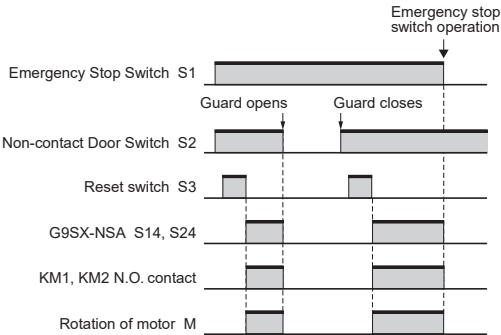 Emergency stop
switch operation
Emergency Stop Switch S1
Guard opens
Guard closes
Non-contact Door Switch S2
Reset switch S3
G9SX-NSA S14, S24
KM1, KM2 N.O. contact
Rotation of motor M